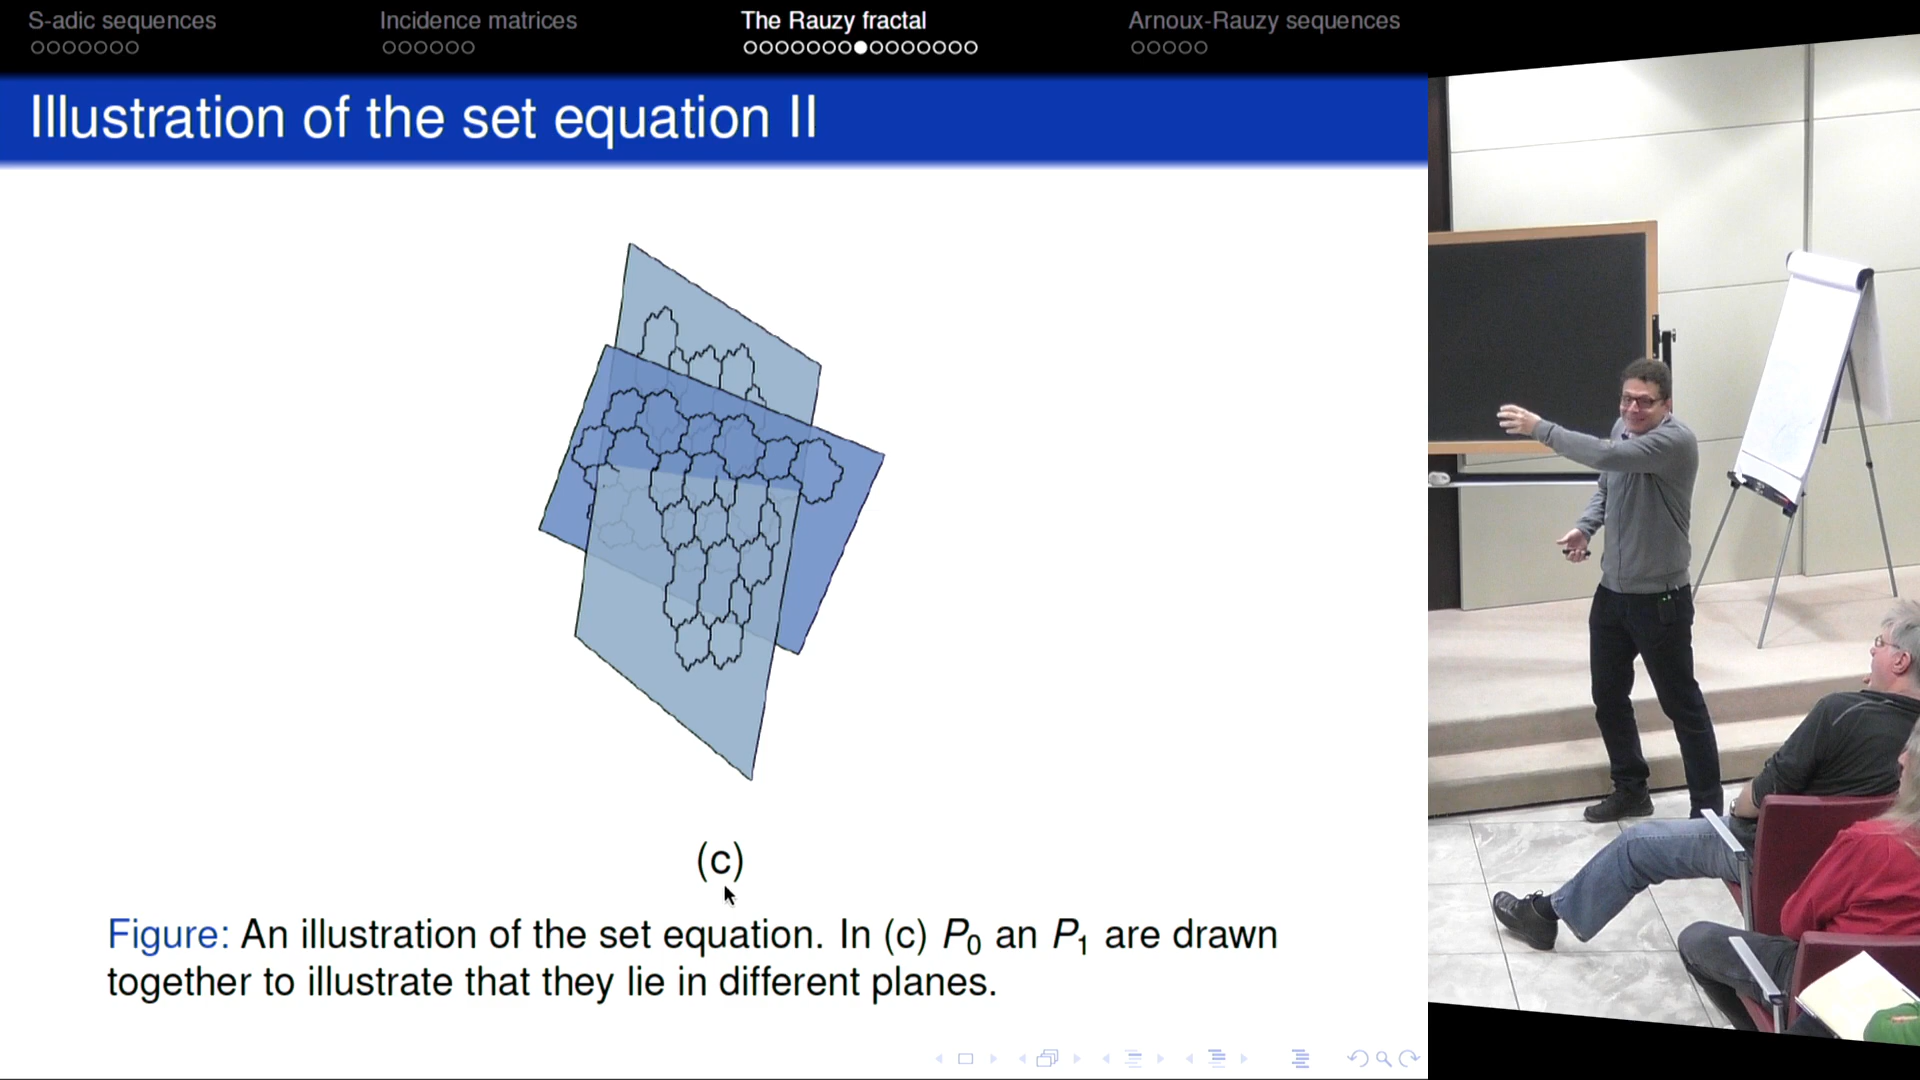 S-adic sequences
Incidence matrices
The Rauzy fractal
Arnoux-Rauzy sequences
Illustration of the set equation II
(c)
Figure: An illustration of the set equation. In (c) P0 an P1 are drawn
together to illustrate that they lie in different planes.